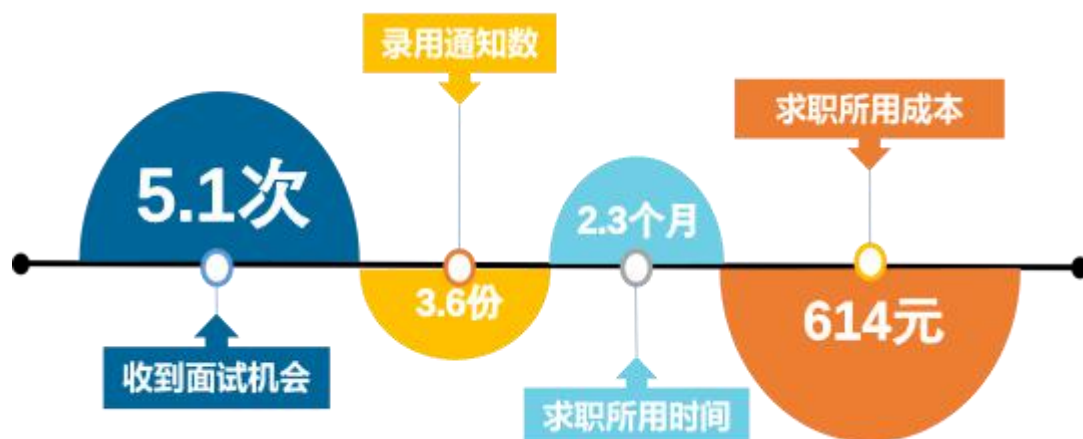 录用通知数
求职所用成本
5.1次
2.3个月
3.6份
614元
收到面试机会
求职所用时间